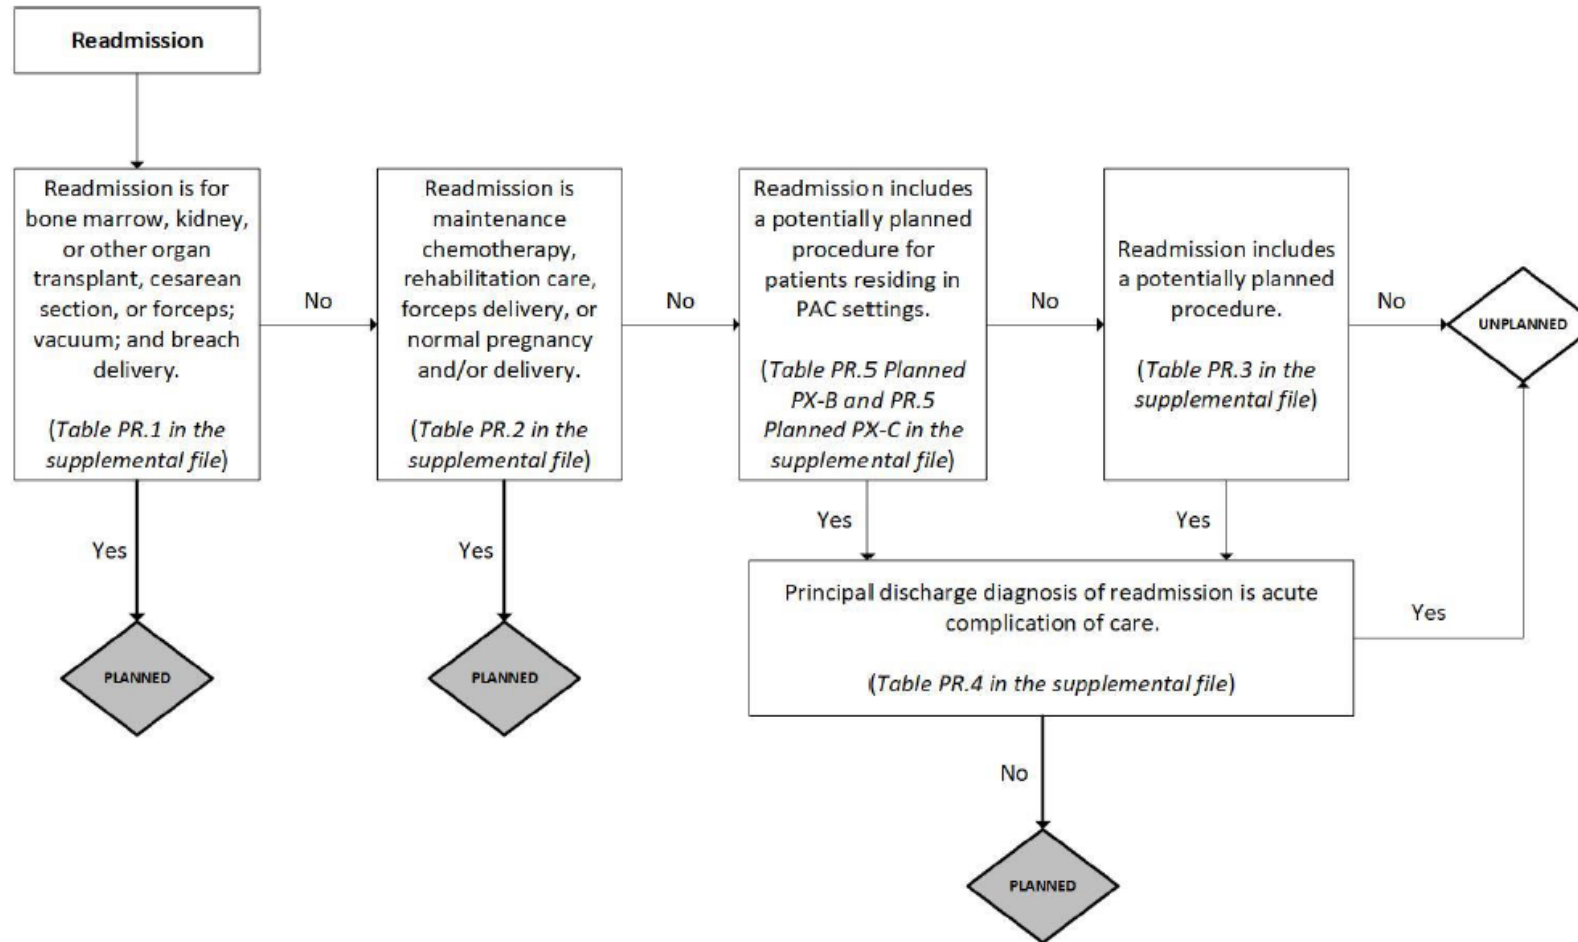 Readmission
Readmission is for
bone marrow, kidney,
or other organ
transplant, cesarean
section, or forceps;
vacuum; and breach
delivery.
(Table PR.1 in the
supplemental file)
No
Readmission is
maintenance
chemotherapy,
rehabilitation care,
forceps delivery, or
normal pregnancy
and/or delivery.
(Table PR.2 in the
supplemental file)
No
Readmission includes
a potentially planned
procedure for
patients residing in
PAC settings.
(Table PR.5 Planned
PX-B and PR.5
Planned PX-C in the
supplemental file)
No
Readmission includes
a potentially planned
procedure.
(Table PR.3 in the
supplemental file)
No
UNPLANNED
Yes
Yes
Yes
Yes
PLANNED
PLANNED
Principal discharge diagnosis of readmission is acute
complication of care.
(Table PR.4 in the supplemental file)
Yes
No
PLANNED